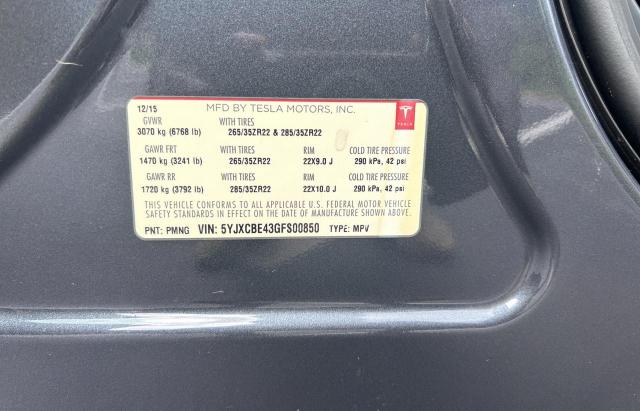 12/15 MFD BY TESLA MOTORS, INC.
GVWR WITH TIRES
3070 kg (6768 lb) 265/35ZR22 & 285/35ZR22
TESLA
GAWR FRT WITH TIRES RIM COLD TIRE PRESSURE
1470 kg (3241 lb) 265/35ZR22 22X9.0 J 290 kPa, 42 psi
GAWR RR WITH TIRES RIM COLD TIRE PRESSURE
1720 kg (3792 lb) 285/35ZR22 22X10.0 J 290 kPa, 42 psi
THIS VEHICLE CONFORMS TO ALL APPLICABLE U.S. FEDERAL MOTOR VEHICLE
SAFETY STANDARDS IN EFFECT ON THE DATE OF MANUFACTURE SHOWN ABOVE.
PNT: PMNG VIN: 5YJXCBE43GFS00850 TYPE: MPV